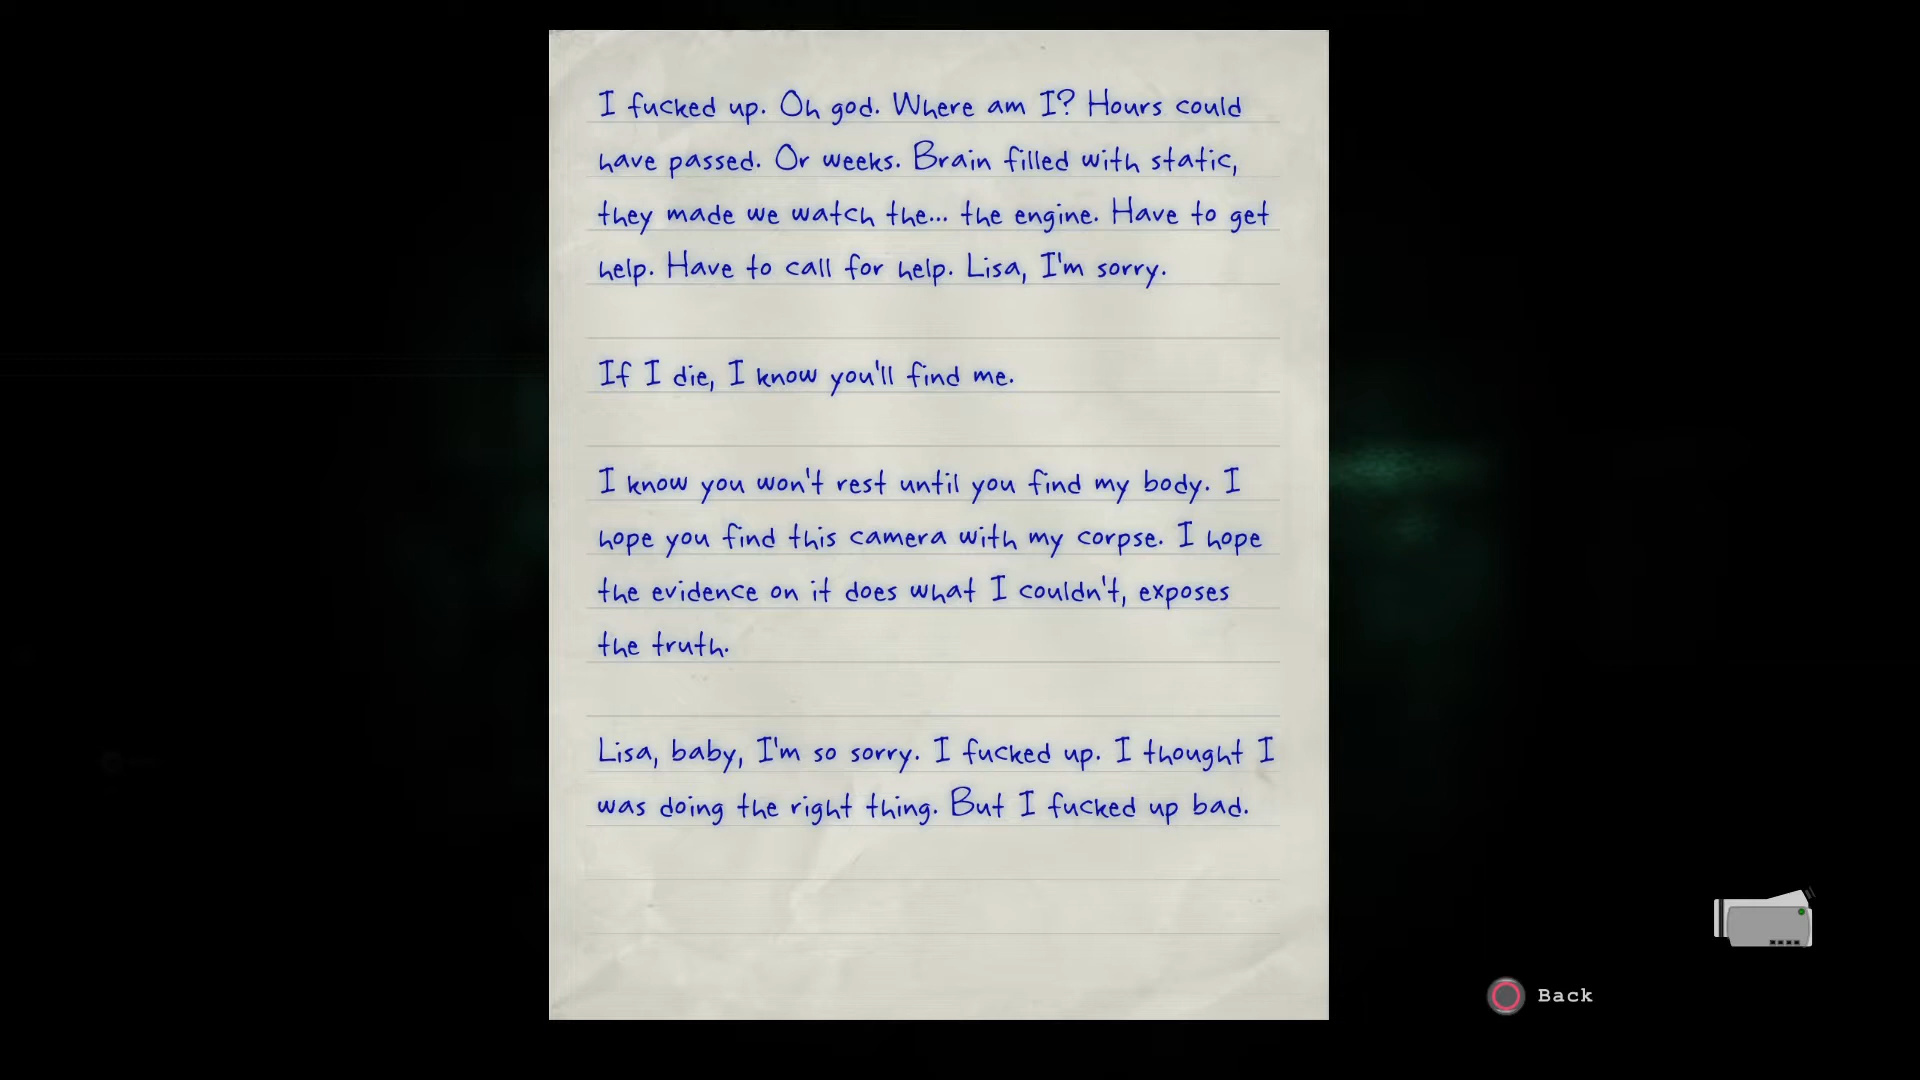 I fucked up. Oh god. Where am I? Hours could
have passed. Or weeks. Brain filled with static,
they made we watch the... the engine. Have to get
help. Have to call for help. Lisa, I'm sorry.
If I die, I know you'll find me.
I know you won't rest until you find my body. I
hope you find this camera with my corpse. I hope
the evidence on it does what I couldn't, exposes
the truth.
Lisa, baby, I'm so sorry. I fucked up. I thought I
was doing the right thing. But I fucked up bad.
Back